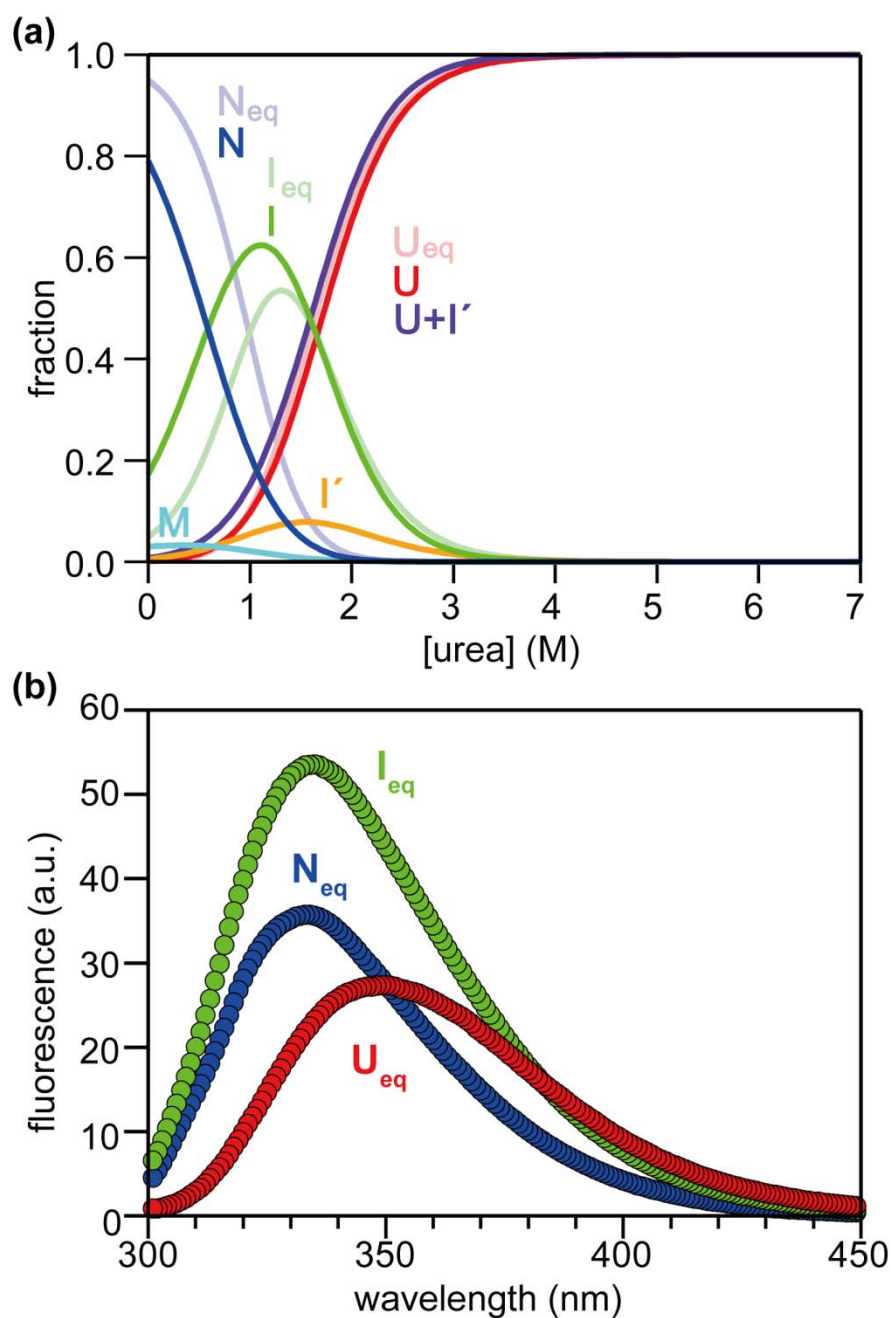 (a)
1.0
0.8
0.6
0.4
0.2
0.0
fraction
Neq
N
Ieq
I
Ueq
U
U+I´
M
I´
0 1 2 3 4 5 6 7
[urea] (M)
(b)
60
50
40
30
20
10
0
fluorescence (a.u.)
Ieq
Neq
Ueq
300 350 400 450
wavelength (nm)